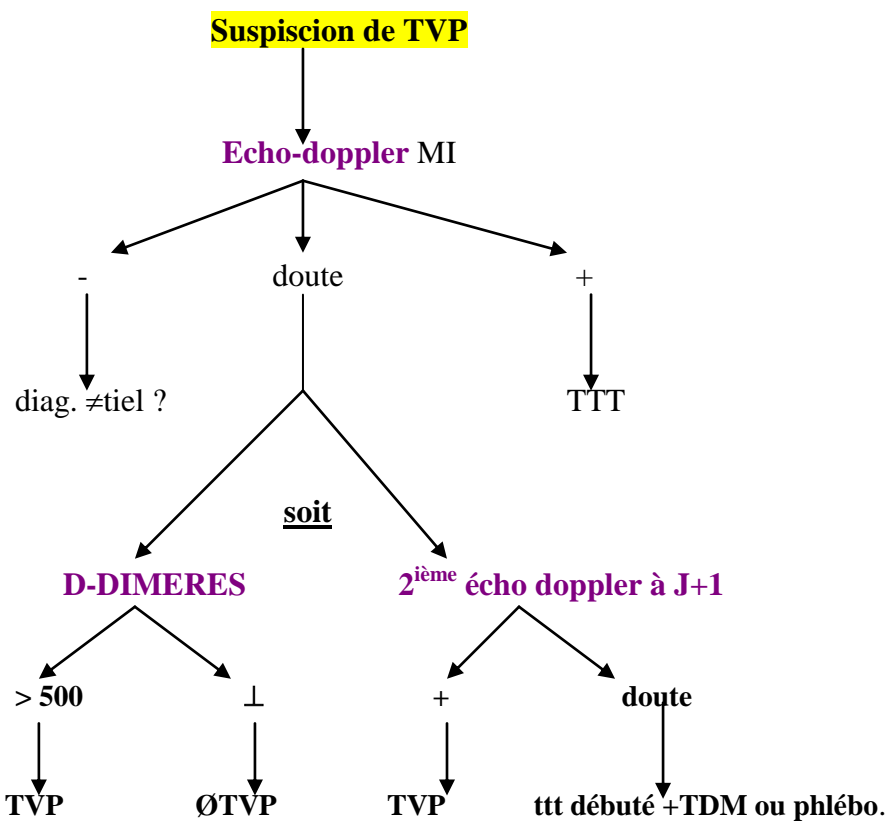 Suspiscion de TVP
Echo-doppler MI
- doute +
diag. ≠tiel ? TTT
soit
D-DIMERES 2ième écho doppler à J+1
> 500 ⊥ + doute
TVP ØTVP TVP ttt débuté +TDM ou phlébo.